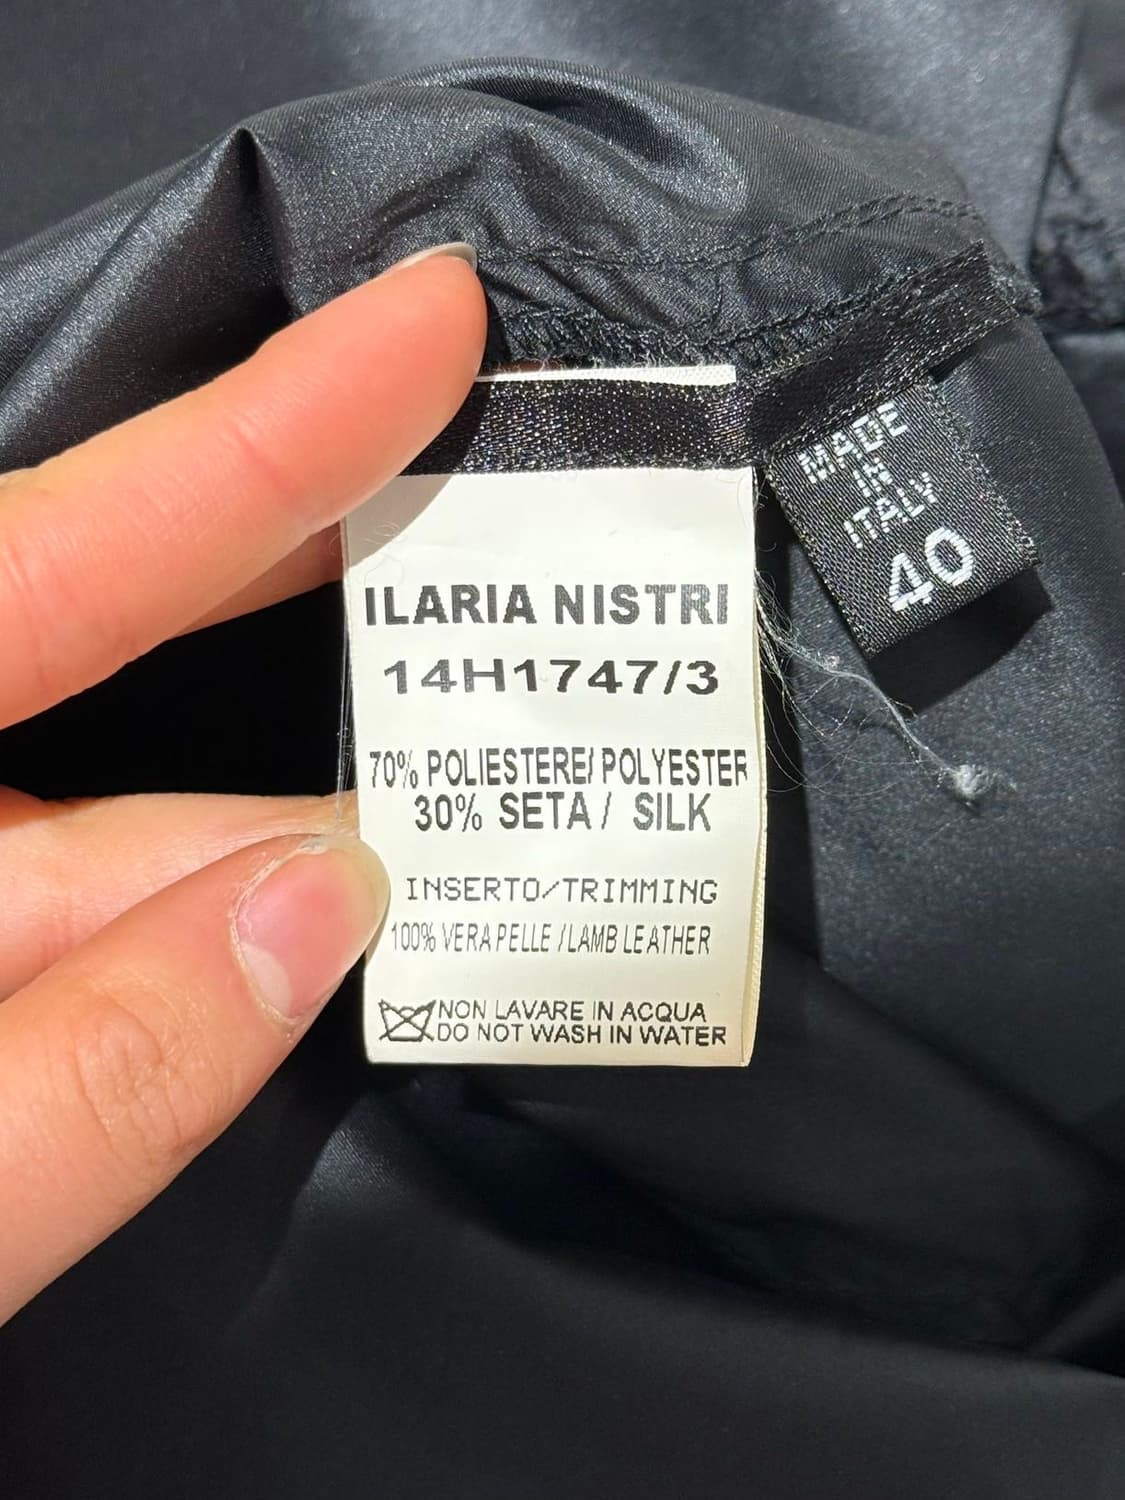 MADE
IN
ITALY
40
ILARIA NISTRI
14H1747/3
70% POLIESTERE/ POLYESTER
30% SETA / SILK
INSERTO/TRIMMING
100% VERA PELLE /LAMB LEATHER
NON LAVARE IN ACQUA
DO NOT WASH IN WATER